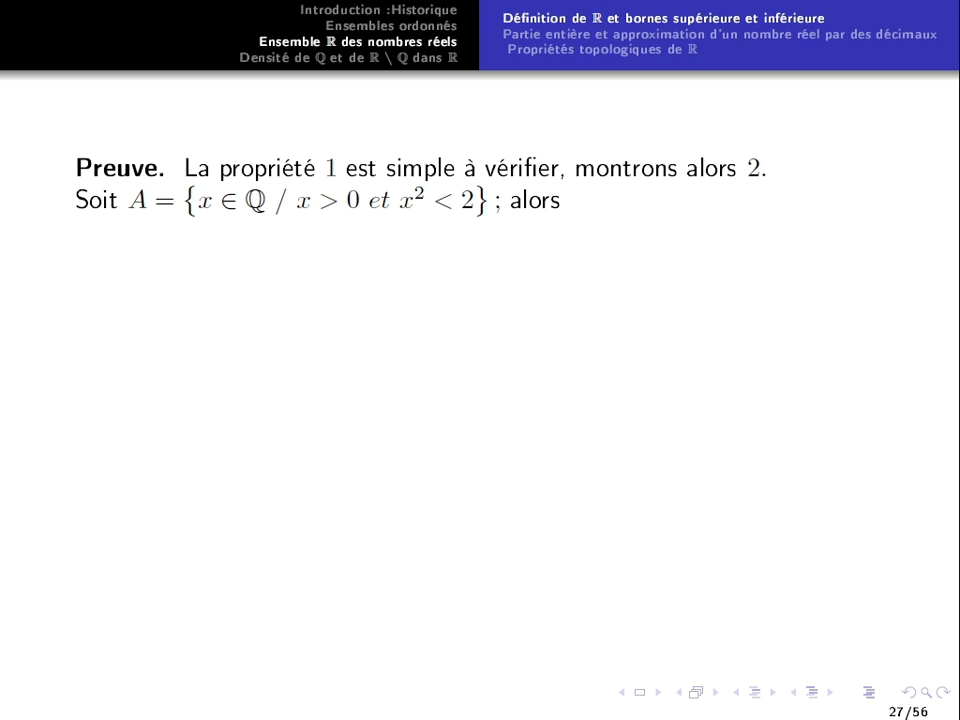 Introduction :Historique
Ensembles ordonnés
Ensemble ℝ des nombres réels
Densité de ℚ et de ℝ \ ℚ dans ℝ
Définition de ℝ et bornes supérieure et inférieure
Partie entière et approximation d'un nombre réel par des décimaux
Propriétés topologiques de ℝ
Preuve. La propriété 1 est simple à vérifier, montrons alors 2.
Soit A = {x ∈ ℚ / x > 0 et x² < 2} ; alors
27/56